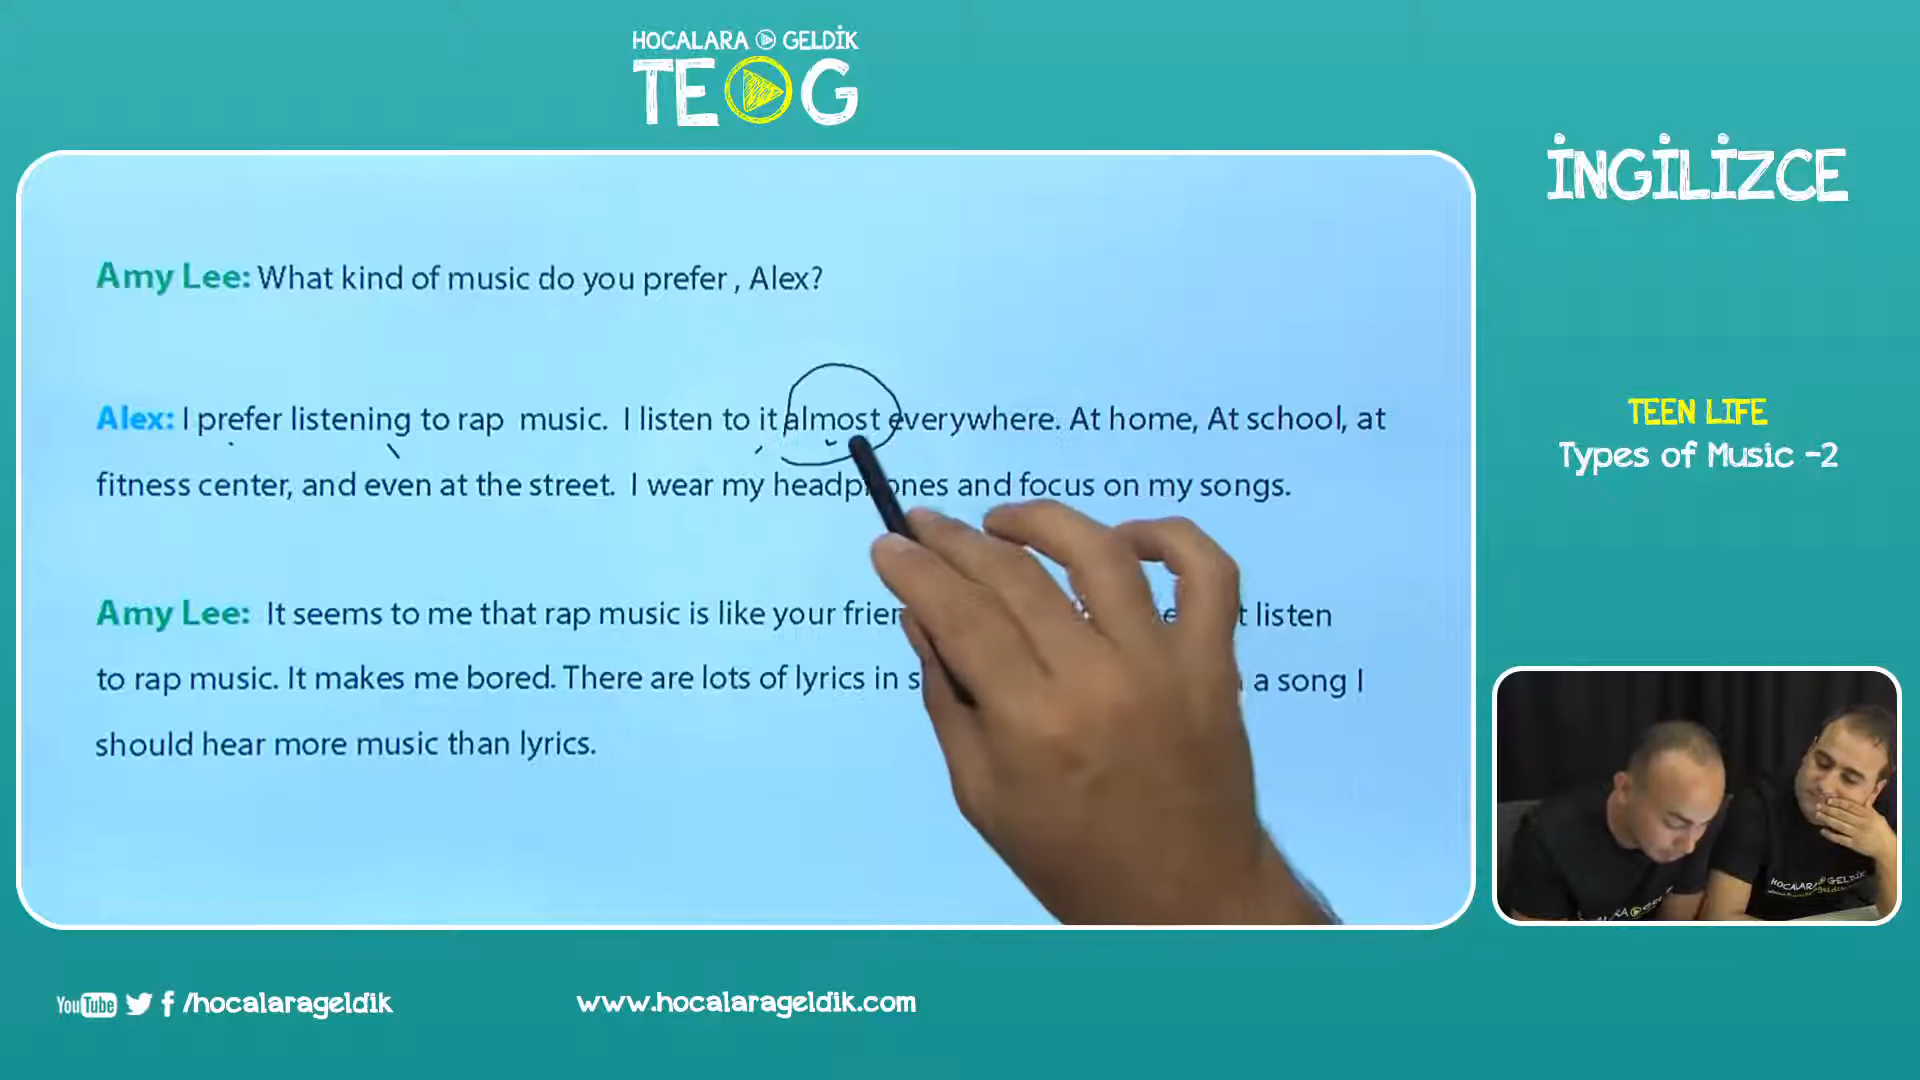 HOCALARA GELDİK
TEOG
İNGİLİZCE
Amy Lee: What kind of music do you prefer , Alex?
Alex: I prefer listening to rap music. I listen to it almost everywhere. At home, At school, at
fitness center, and even at the street. I wear my headphones and focus on my songs.
Amy Lee: It seems to me that rap music is like your listen
to rap music. It makes me bored. There are lots of lyrics in a song I
should hear more music than lyrics.
TEEN LIFE
Types of Music -2
HOCALARA GELDİK
YouTube f /hocalarageldik
www.hocalarageldik.com